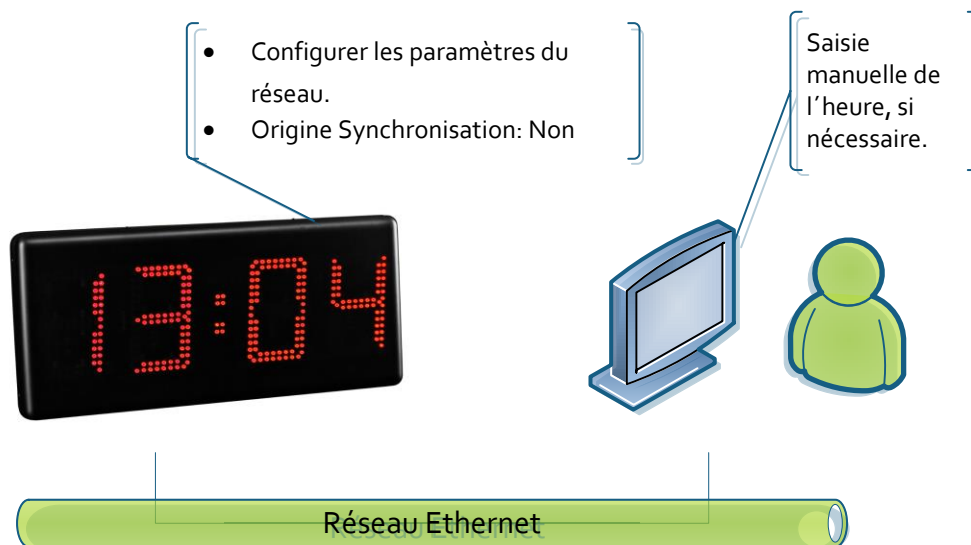 • Configurer les paramètres du
réseau.
• Origine Synchronisation: Non
Saisie
manuelle de
l´heure, si
nécessaire.
13:04
Réseau Ethernet